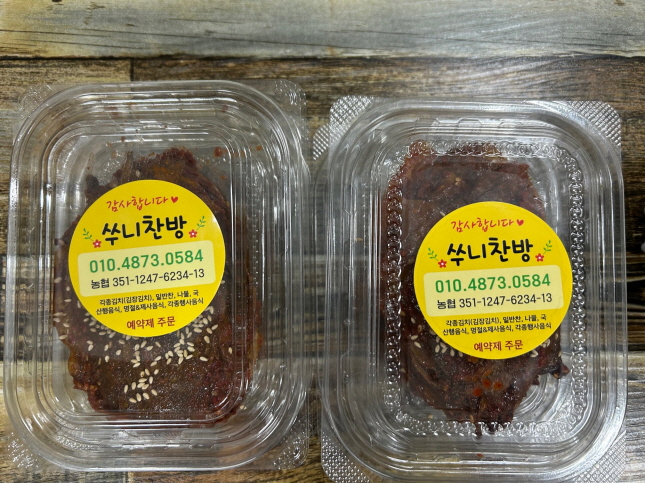 감사합니다
쑤니찬방
010.4873.0584
농협 351-1247-6234-13
각종김치(김장김치), 밑반찬, 나물, 국
산행음식, 명절&제사음식, 각종행사음식
예약제 주문
감사합니다
쑤니찬방
010.4873.0584
농협 351-1247-6234-13
각종김치(김장김치), 밑반찬, 나물, 국
산행음식, 명절&제사음식, 각종행사음식
예약제 주문